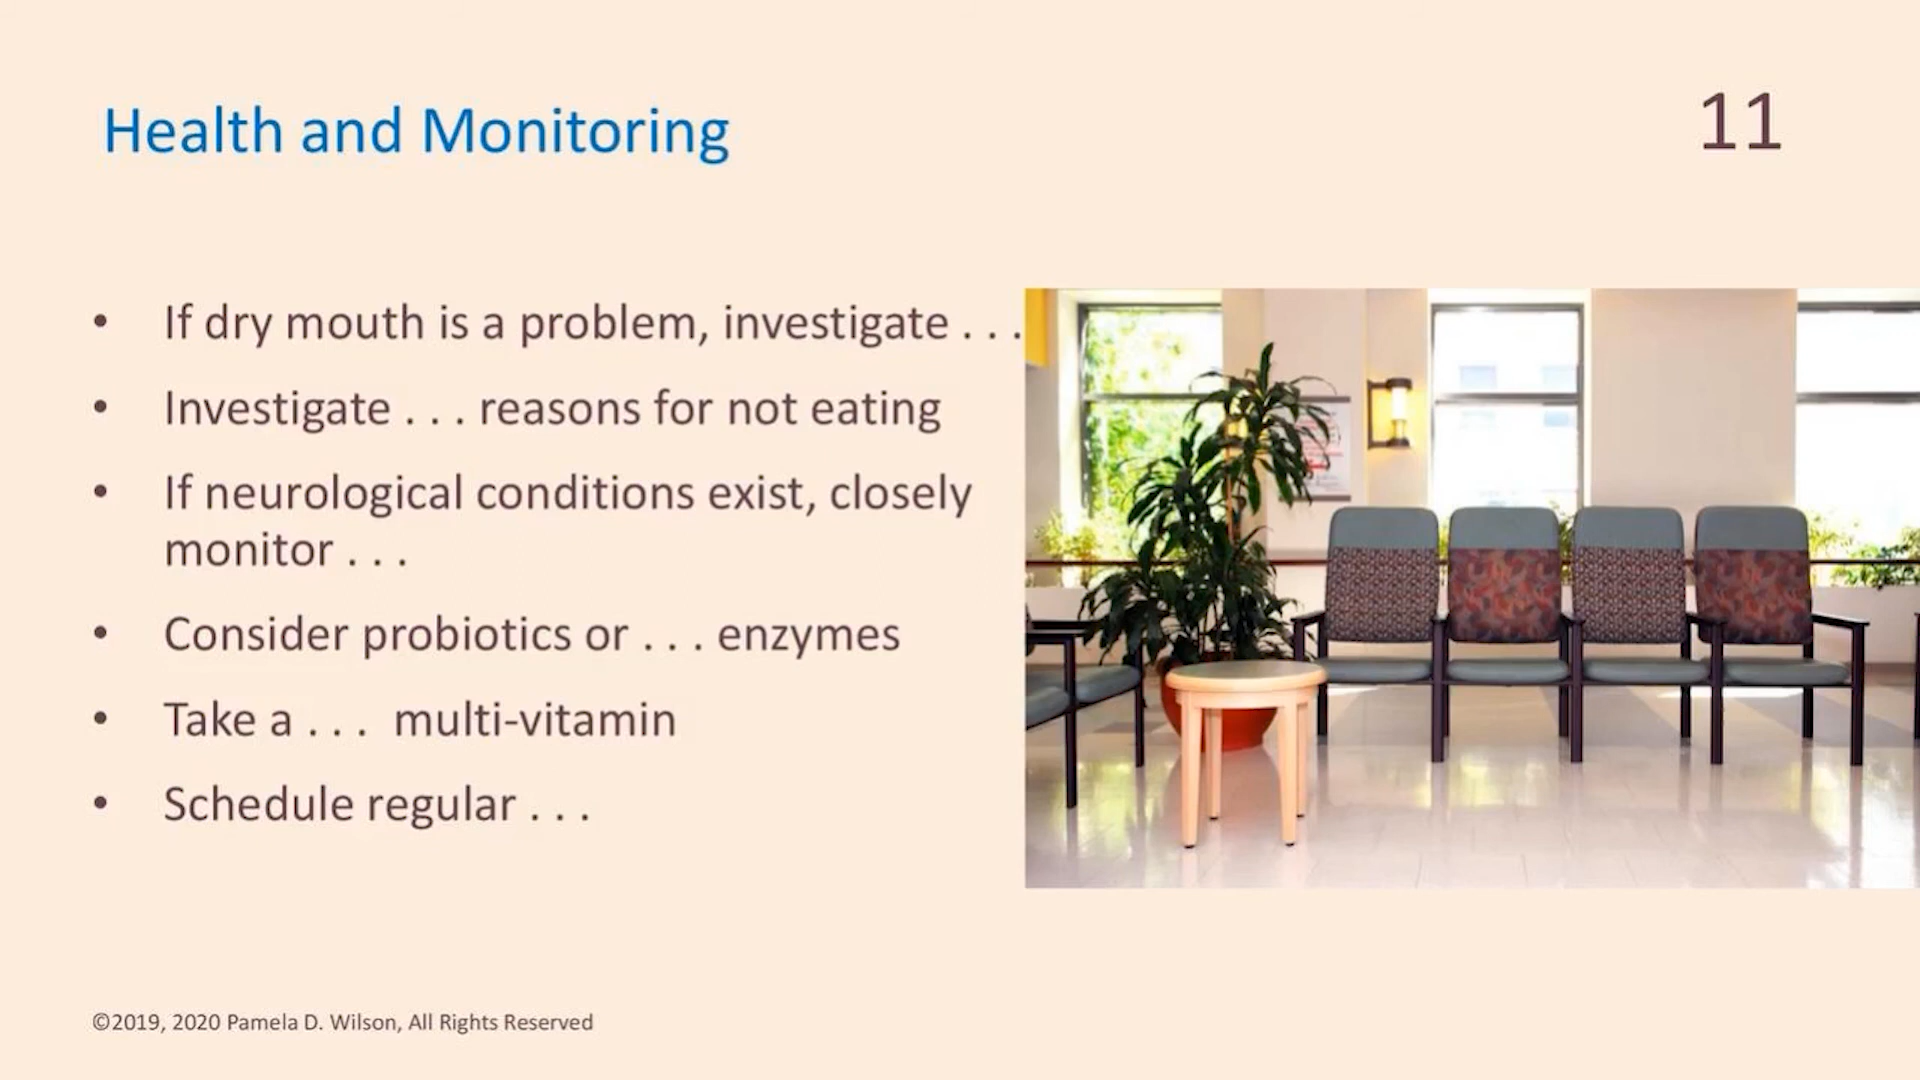 Health and Monitoring
11
• If dry mouth is a problem, investigate . . .
• Investigate . . . reasons for not eating
• If neurological conditions exist, closely
monitor . . .
• Consider probiotics or . . . enzymes
• Take a . . .  multi-vitamin
• Schedule regular . . .
©2019, 2020 Pamela D. Wilson, All Rights Reserved